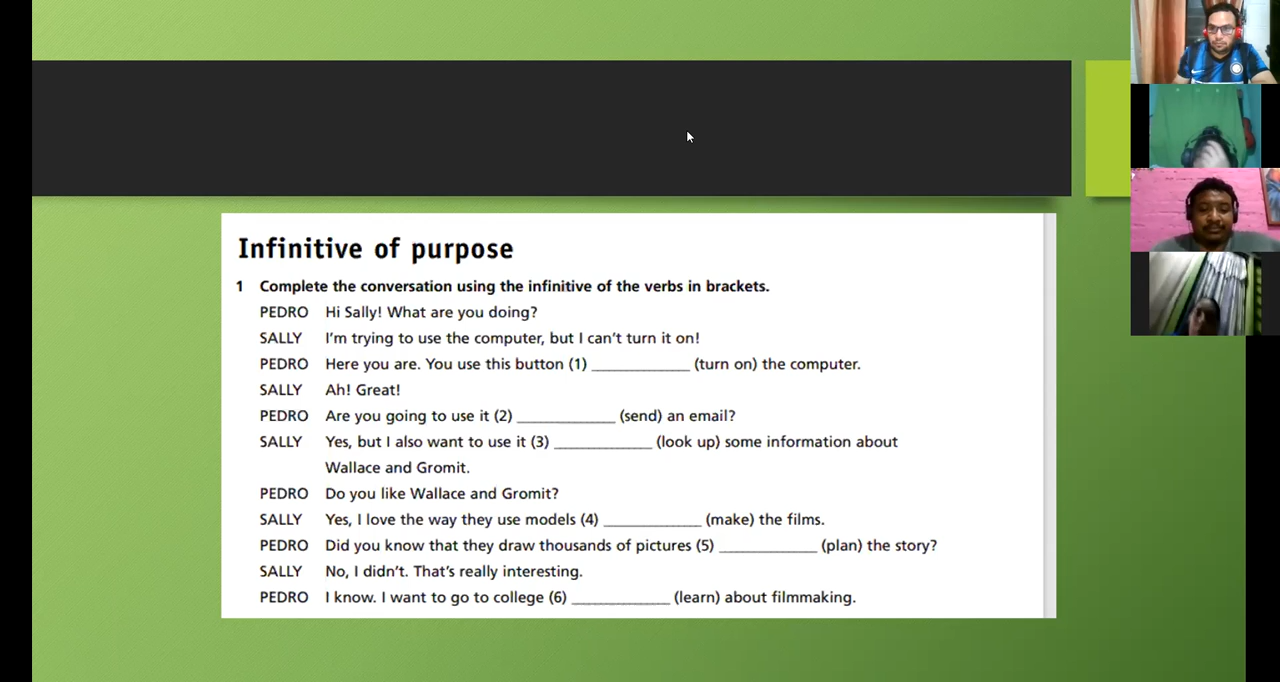 Infinitive of purpose
1 Complete the conversation using the infinitive of the verbs in brackets.
PEDRO Hi Sally! What are you doing?
SALLY I'm trying to use the computer, but I can't turn it on!
PEDRO Here you are. You use this button (1) ____________ (turn on) the computer.
SALLY Ah! Great!
PEDRO Are you going to use it (2) ____________ (send) an email?
SALLY Yes, but I also want to use it (3) ____________ (look up) some information about
Wallace and Gromit.
PEDRO Do you like Wallace and Gromit?
SALLY Yes, I love the way they use models (4) ____________ (make) the films.
PEDRO Did you know that they draw thousands of pictures (5) ____________ (plan) the story?
SALLY No, I didn't. That's really interesting.
PEDRO I know. I want to go to college (6) ____________ (learn) about filmmaking.